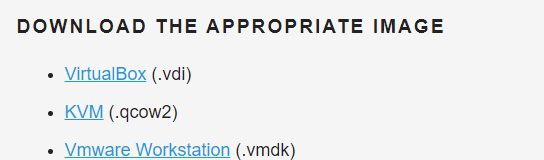 DOWNLOAD THE APPROPRIATE IMAGE
• VirtualBox (.vdi)
• KVM (.qcow2)
• Vmware Workstation (.vmdk)